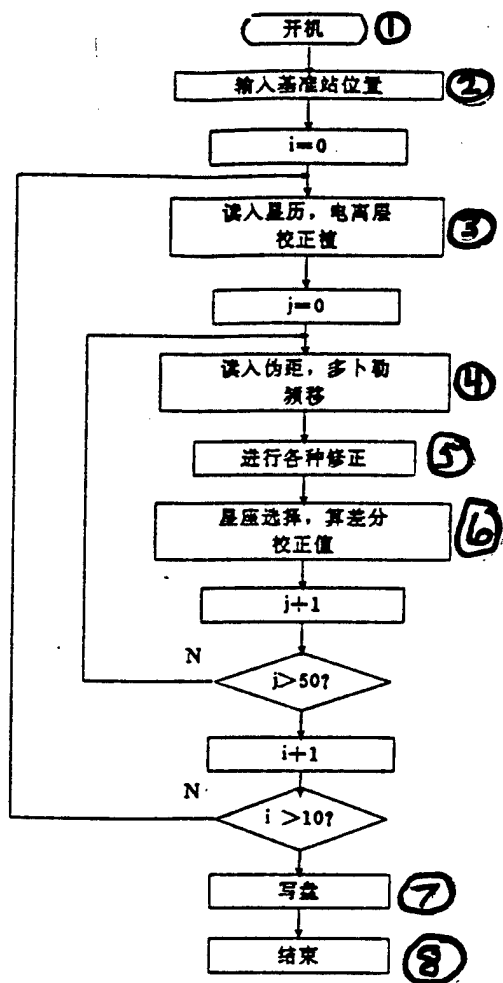 开机 ①
输入基准站位置 ②
i=0
读入星历，电离层 ③
校正值
j=0
读入伪距，多卜勒 ④
频移
进行各种修正 ⑤
星座选择，算差分 ⑥
校正值
j+1
N
j>50?
i+1
N
i >10?
写盘 ⑦
结束 ⑧